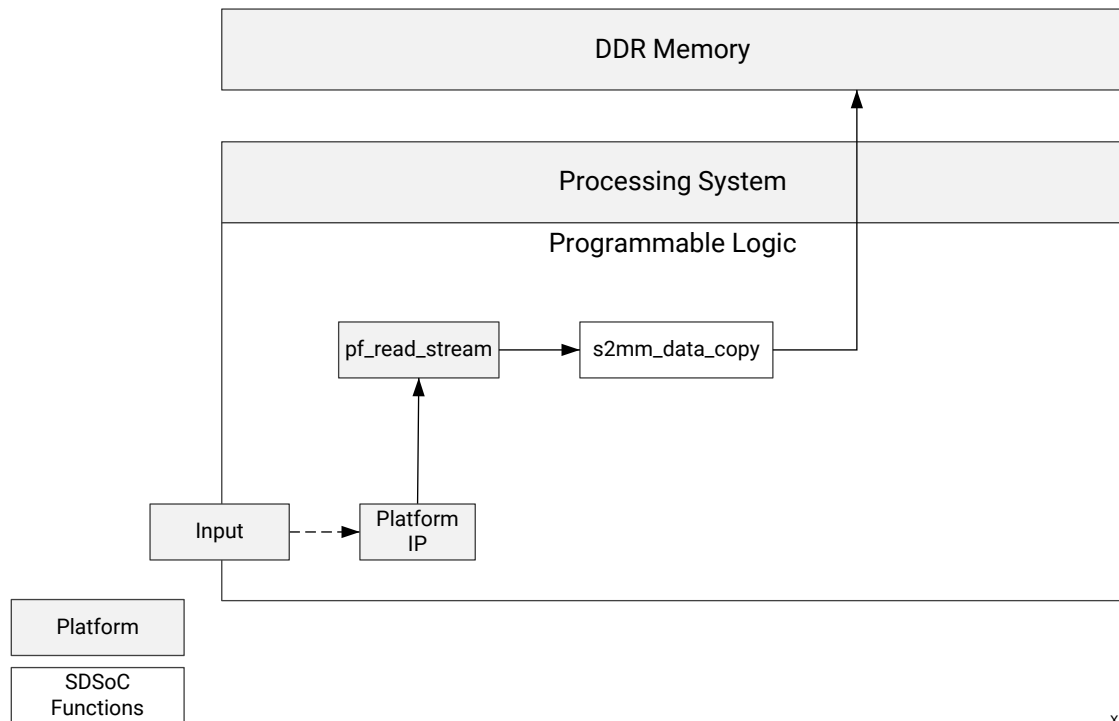 DDR Memory
Processing System
Programmable Logic
pf_read_stream
s2mm_data_copy
Input
Platform
IP
Platform
SDSoC
Functions
x